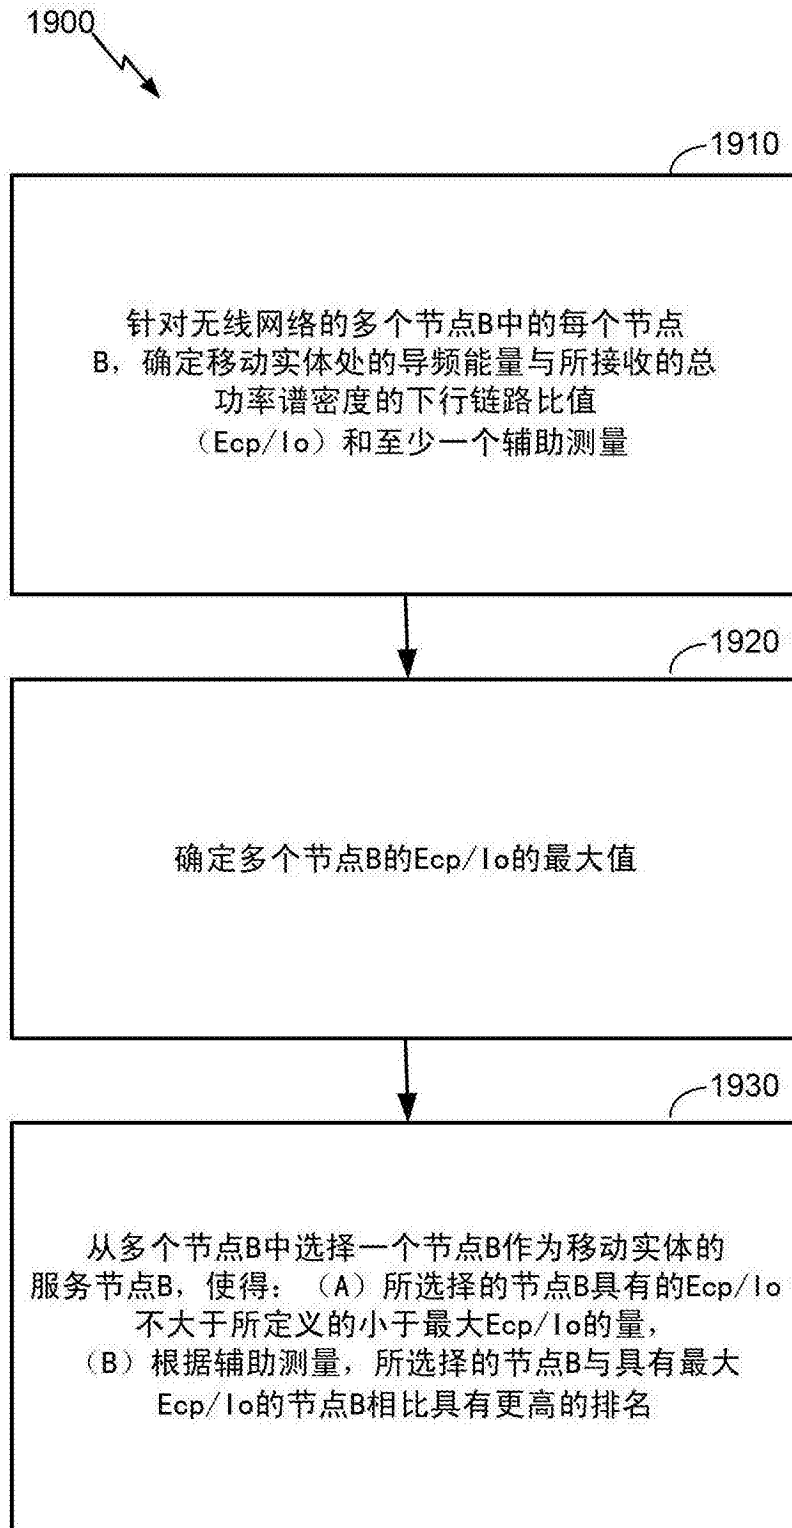 1900
1910
针对无线网络的多个节点B中的每个节点
B，确定移动实体处的导频能量与所接收的总
功率谱密度的下行链路比值
（Ecp/Io）和至少一个辅助测量
1920
确定多个节点B的Ecp/Io的最大值
1930
从多个节点B中选择一个节点B作为移动实体的
服务节点B，使得：（A）所选择的节点B具有的Ecp/Io
不大于所定义的小于最大Ecp/Io的量，
（B）根据辅助测量，所选择的节点B与具有最大
Ecp/Io的节点B相比具有更高的排名